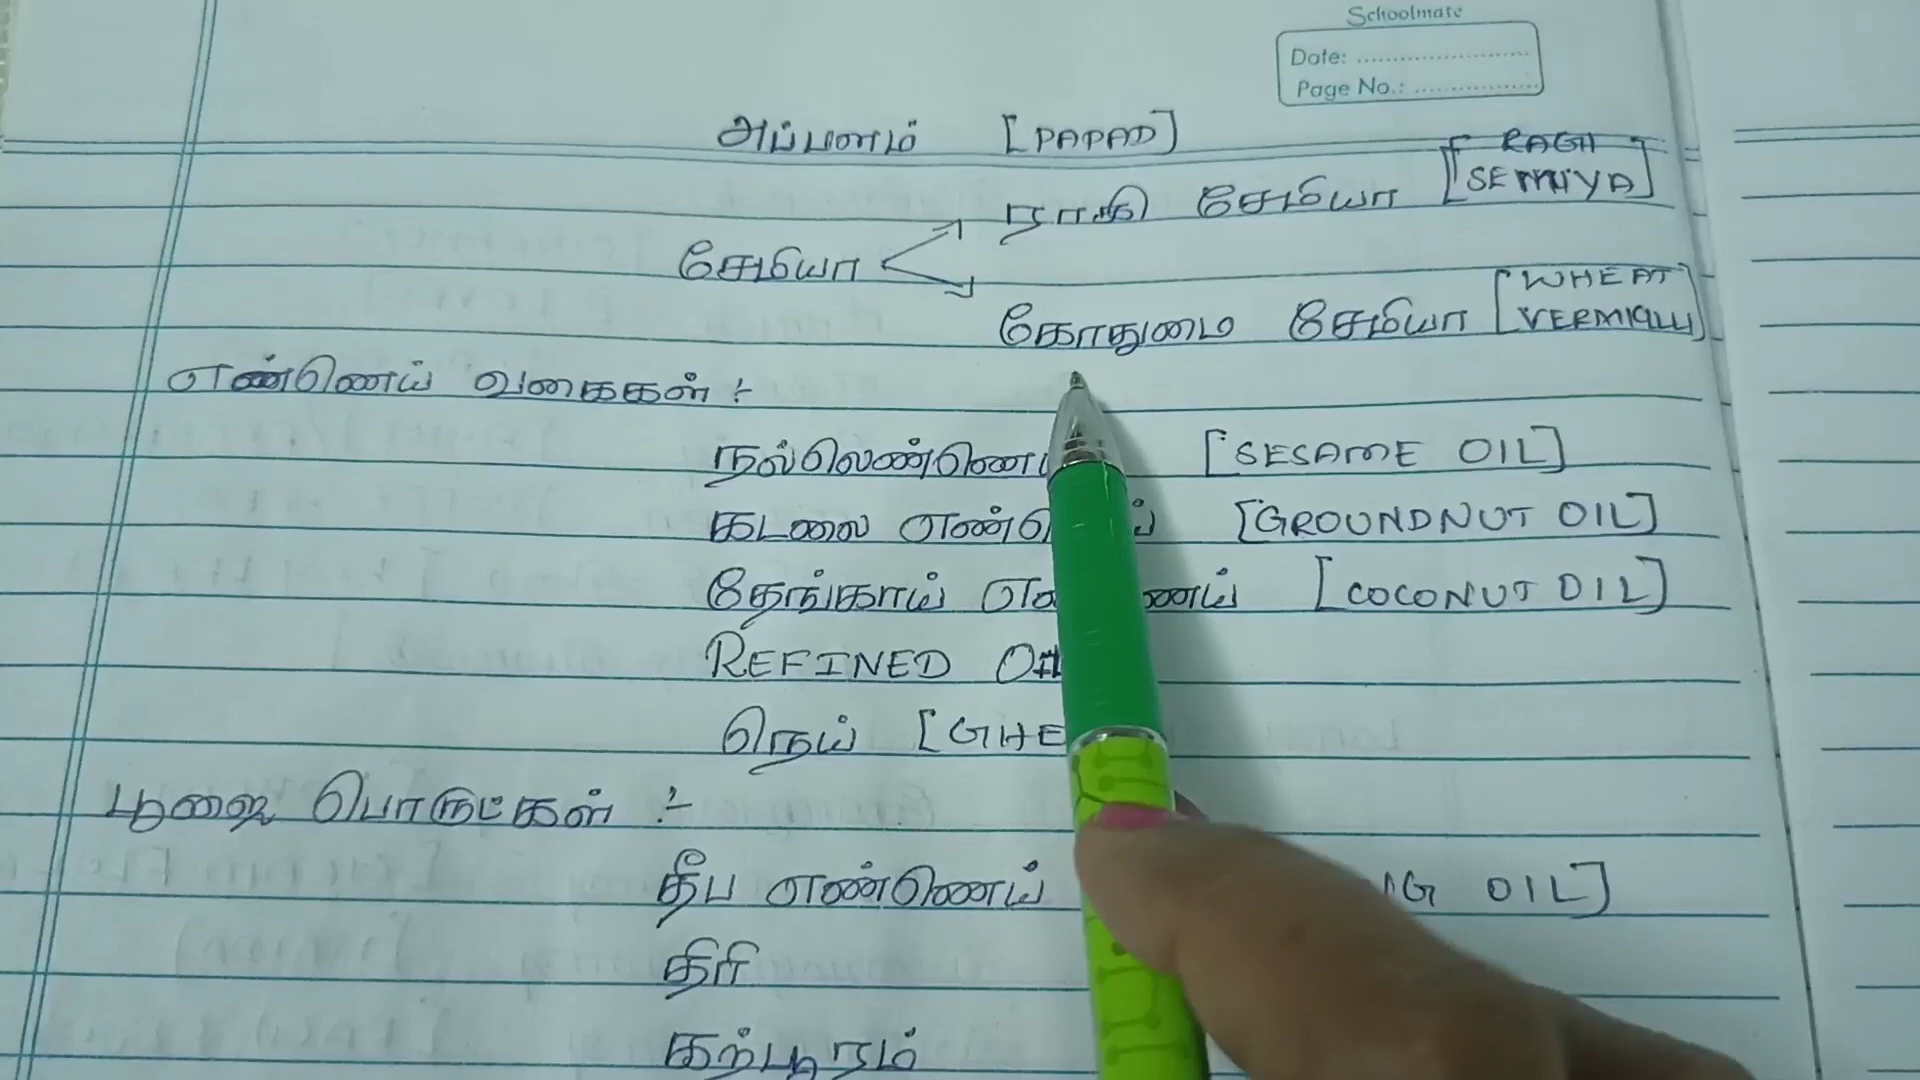 Schoolmate
Date:
Page No.:
அப்பளம் [PAPAD]
ராகி சேமியா [RAGI SEMIYA]
சேமியா
கோதுமை சேமியா [WHEAT
எண்ணெய் வகைகள் :-
[SESAME OIL]
கடலை [GROUNDNUT OIL]
தேங்காய் [COCONUT OIL]
REFINED
நெய்
பூஜை பொருட்கள் :-
தீப எண்ணெய் OIL]
திரி
கற்பூரம்